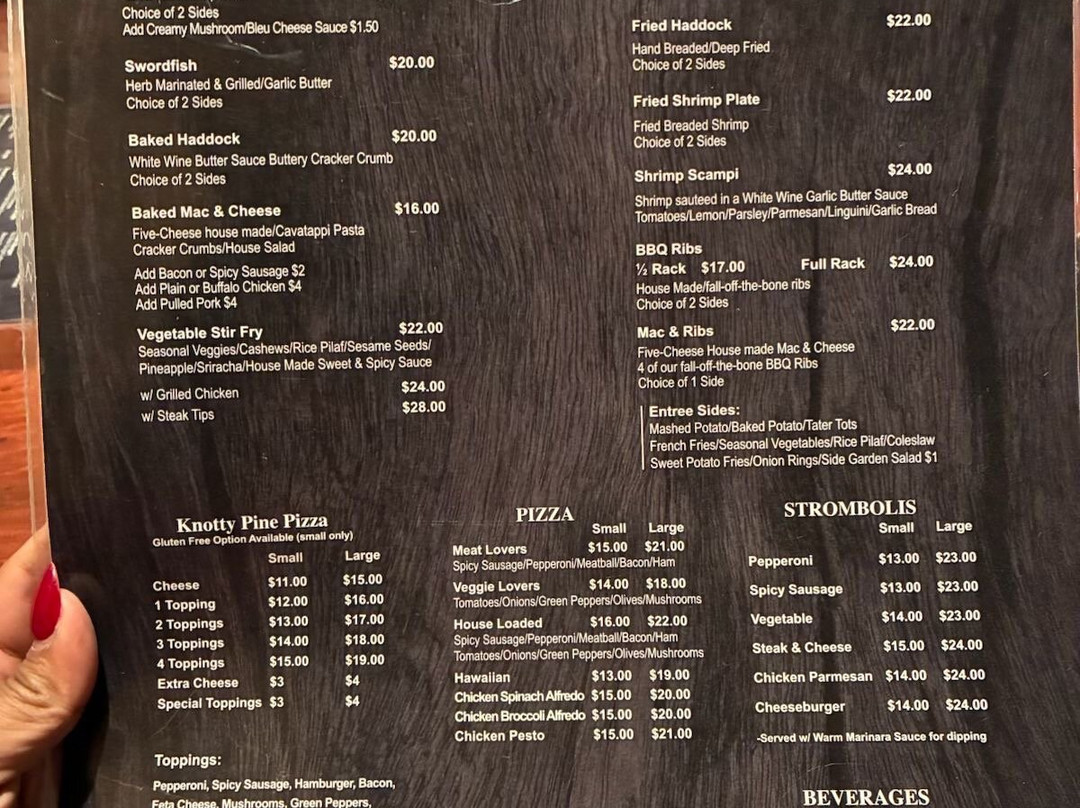 Choice of 2 Sides
Add Creamy Mushroom/Bleu Cheese Sauce $1.50
Swordfish $20.00
Herb Marinated & Grilled/Garlic Butter
Choice of 2 Sides
Baked Haddock $20.00
White Wine Butter Sauce Buttery Cracker Crumb
Choice of 2 Sides
Baked Mac & Cheese $16.00
Five-Cheese house made/Cavatappi Pasta
Cracker Crumbs/House Salad
Add Bacon or Spicy Sausage $2
Add Plain or Buffalo Chicken $4
Add Pulled Pork $4
Vegetable Stir Fry $22.00
Seasonal Veggies/Cashews/Rice Pilaf/Sesame Seeds/
Pineapple/Sriracha/House Made Sweet & Spicy Sauce
w/ Grilled Chicken $24.00
w/ Steak Tips $28.00
Fried Haddock $22.00
Hand Breaded/Deep Fried
Choice of 2 Sides
Fried Shrimp Plate $22.00
Fried Breaded Shrimp
Choice of 2 Sides
Shrimp Scampi $24.00
Shrimp sauteed in a White Wine Garlic Butter Sauce
Tomatoes/Lemon/Parsley/Parmesan/Linguini/Garlic Bread
BBQ Ribs
½ Rack $17.00 Full Rack $24.00
House Made/fall-off-the-bone ribs
Choice of 2 Sides
Mac & Ribs $22.00
Five-Cheese House made Mac & Cheese
4 of our fall-off-the-bone BBQ Ribs
Choice of 1 Side
Entree Sides:
Mashed Potato/Baked Potato/Tater Tots
French Fries/Seasonal Vegetables/Rice Pilaf/Coleslaw
Sweet Potato Fries/Onion Rings/Side Garden Salad $1
Knotty Pine Pizza
Gluten Free Option Available (small only)
Small Large
Cheese $11.00 $15.00
1 Topping $12.00 $16.00
2 Toppings $13.00 $17.00
3 Toppings $14.00 $18.00
4 Toppings $15.00 $19.00
Extra Cheese $3 $4
Special Toppings $3 $4
Toppings:
Pepperoni, Spicy Sausage, Hamburger, Bacon,
Feta Cheese, Mushrooms, Green Peppers,
PIZZA
Small Large
Meat Lovers $15.00 $21.00
Spicy Sausage/Pepperoni/Meatball/Bacon/Ham
Veggie Lovers $14.00 $18.00
Tomatoes/Onions/Green Peppers/Olives/Mushrooms
House Loaded $16.00 $22.00
Spicy Sausage/Pepperoni/Meatball/Bacon/Ham
Tomatoes/Onions/Green Peppers/Olives/Mushrooms
Hawaiian $13.00 $19.00
Chicken Spinach Alfredo $15.00 $20.00
Chicken Broccoli Alfredo $15.00 $20.00
Chicken Pesto $15.00 $21.00
STROMBOLIS
Small Large
Pepperoni $13.00 $23.00
Spicy Sausage $13.00 $23.00
Vegetable $14.00 $23.00
Steak & Cheese $15.00 $24.00
Chicken Parmesan $14.00 $24.00
Cheeseburger $14.00 $24.00
-Served w/ Warm Marinara Sauce for dipping
BEVERAGES